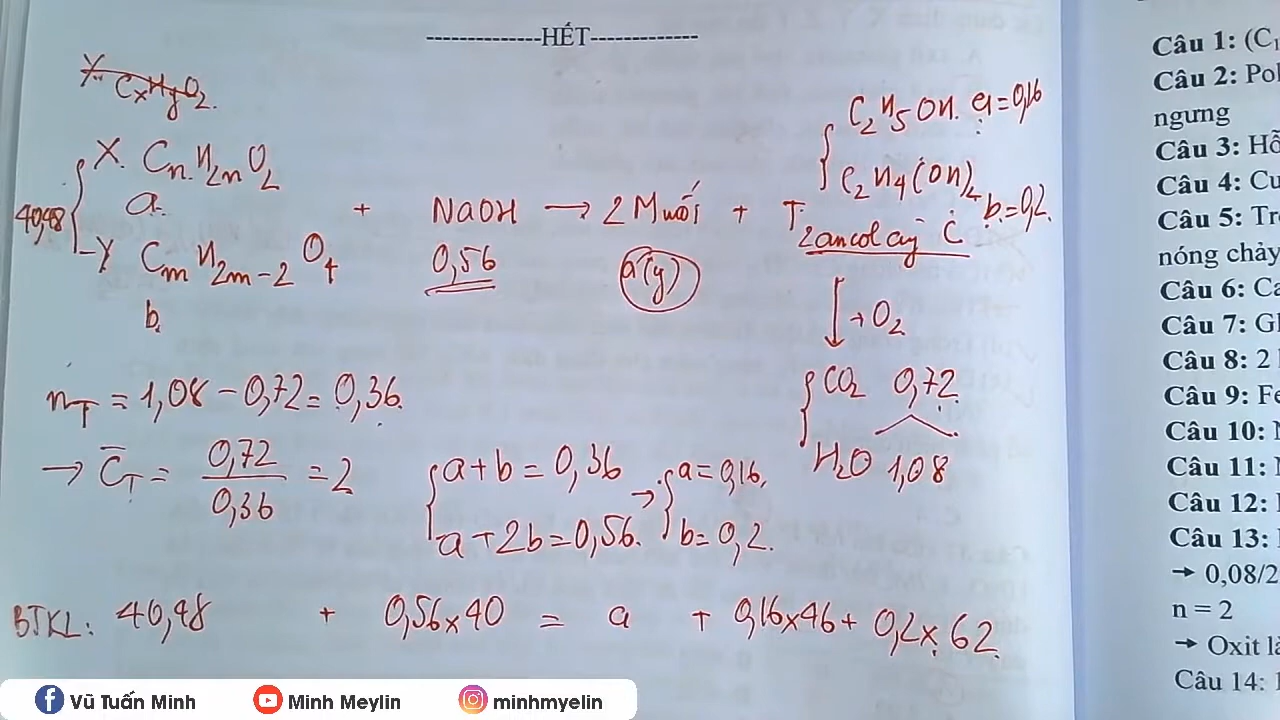 --------------HẾT-------------
Y: CxHyO2.
40,98
X. CnH2nO2
a.
Y CmH2m-2O4
b.
+ NaOH → 2 Muối + T:
0,56
a(g)
C2H5OH. a = 0,16
C2H4(OH)2 b = 0,2.
2 ancol cùng C
+ O2
CO2 0,72
H2O 1,08
nT = 1,08 - 0,72 = 0,36.
→ C̄T = 0,72 / 0,36 = 2
a + b = 0,36
a + 2b = 0,56.
→ a = 0,16.
b = 0,2.
BTKL: 40,98 + 0,56x40 = a + 0,16x46 + 0,2x62.
Câu 1: (C
Câu 2: Pol
ngưng
Câu 3: Hỗ
Câu 4: Cu
Câu 5: Tr
nóng chảy
Câu 6: Ca
Câu 7: Gl
Câu 8: 2
Câu 9: Fe
Câu 10:
Câu 11:
Câu 12:
Câu 13:
→ 0,08/2
n = 2
→ Oxit là
Câu 14:
Vũ Tuấn Minh Minh Meylin minhmyelin